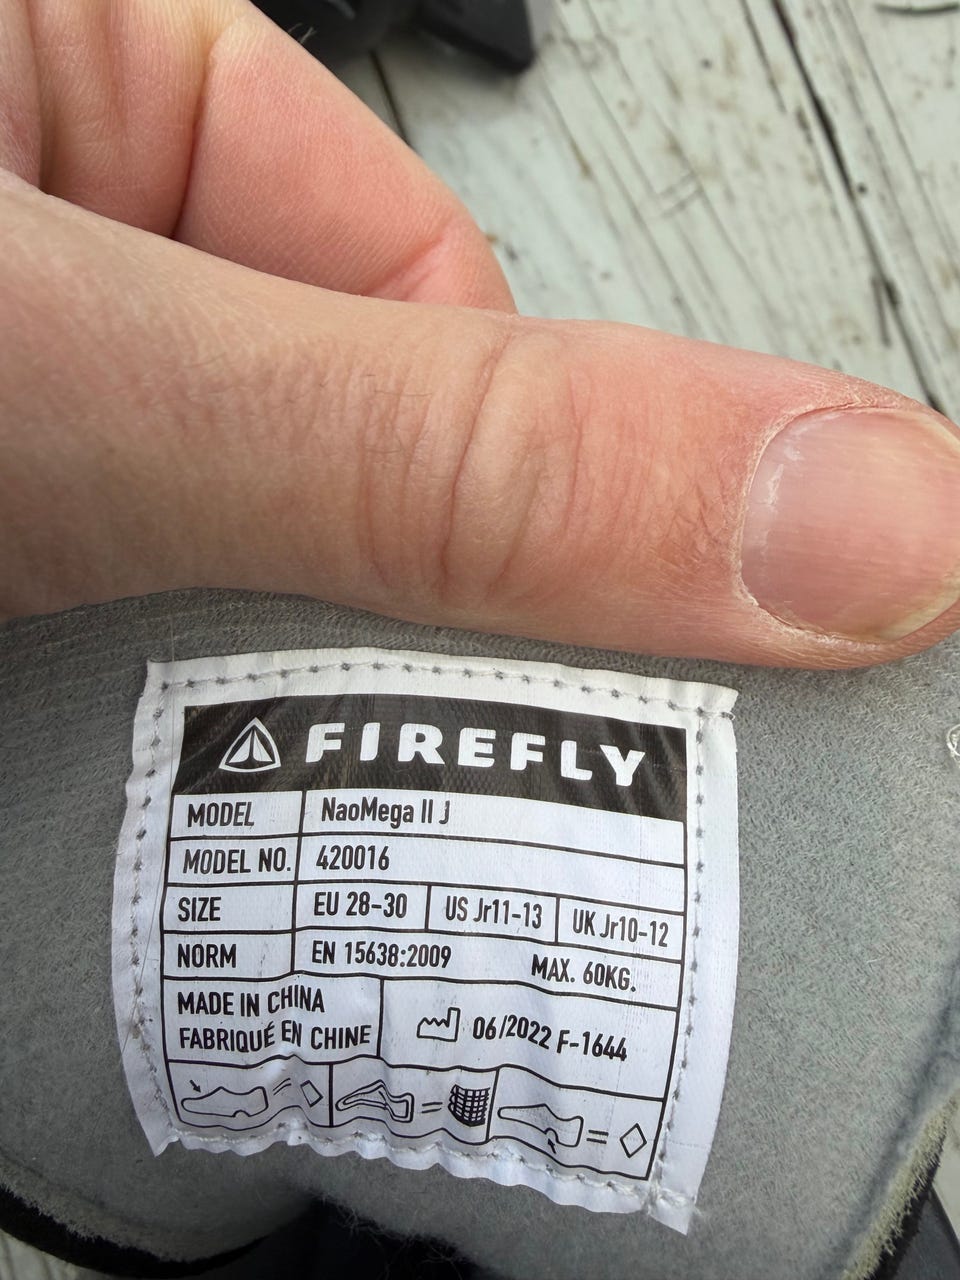 FIREFLY
MODEL NaoMega II J
MODEL NO. 420016
SIZE EU 28-30 US Jr11-13 UK Jr10-12
NORM EN 15638:2009 MAX. 60KG.
MADE IN CHINA
FABRIQUÉ EN CHINE
06/2022 F-1644